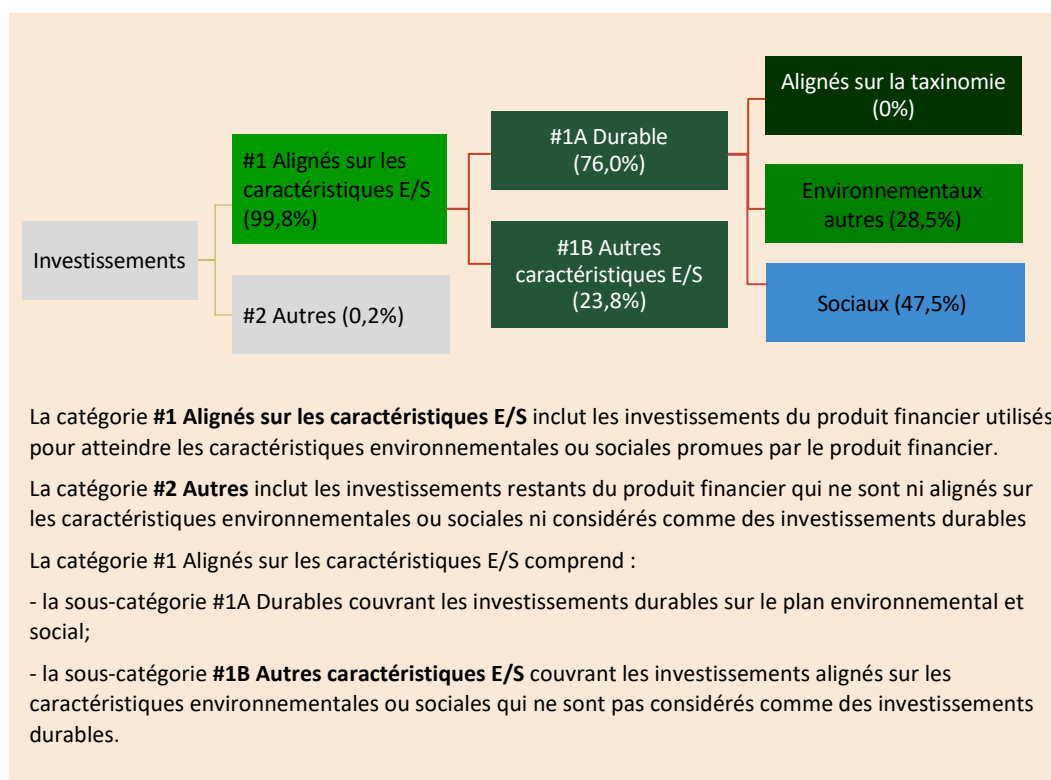 Investissements
#1 Alignés sur les
caractéristiques E/S
(99,8%)
#2 Autres (0,2%)
#1A Durable
(76,0%)
#1B Autres
caractéristiques E/S
(23,8%)
Alignés sur la taxinomie
(0%)
Environnementaux
autres (28,5%)
Sociaux (47,5%)
La catégorie #1 Alignés sur les caractéristiques E/S inclut les investissements du produit financier utilisés
pour atteindre les caractéristiques environnementales ou sociales promues par le produit financier.
La catégorie #2 Autres inclut les investissements restants du produit financier qui ne sont ni alignés sur
les caractéristiques environnementales ou sociales ni considérés comme des investissements durables
La catégorie #1 Alignés sur les caractéristiques E/S comprend :
- la sous-catégorie #1A Durables couvrant les investissements durables sur le plan environnemental et
social;
- la sous-catégorie #1B Autres caractéristiques E/S couvrant les investissements alignés sur les
caractéristiques environnementales ou sociales qui ne sont pas considérés comme des investissements
durables.